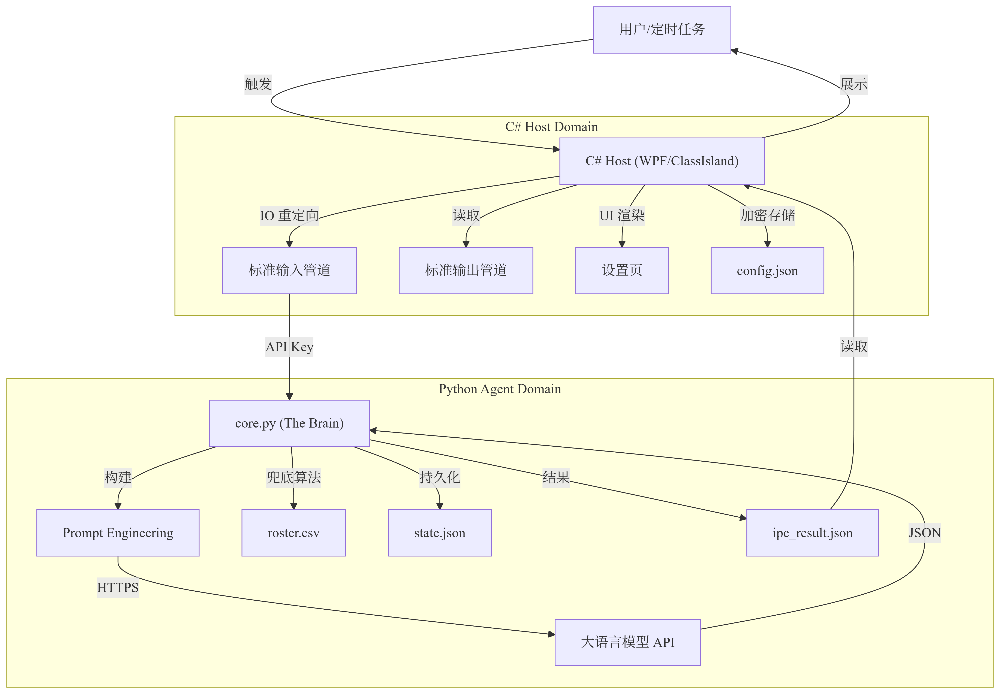 用户/定时任务
触发
展示
C# Host Domain
C# Host (WPF/ClassIsland)
IO 重定向
读取
UI 渲染
加密存储
标准输入管道
标准输出管道
设置页
config.json
API Key
读取
Python Agent Domain
core.py (The Brain)
构建
兜底算法
持久化
结果
Prompt Engineering
roster.csv
state.json
ipc_result.json
JSON
HTTPS
大语言模型 API